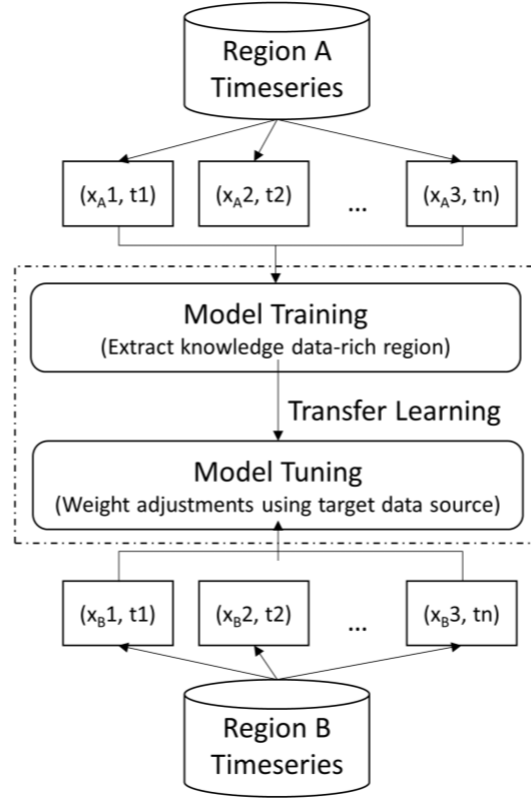 Region A
Timeseries
(xA1, t1) (xA2, t2) ... (xA3, tn)
Model Training
(Extract knowledge data-rich region)
Transfer Learning
Model Tuning
(Weight adjustments using target data source)
(xB1, t1) (xB2, t2) ... (xB3, tn)
Region B
Timeseries